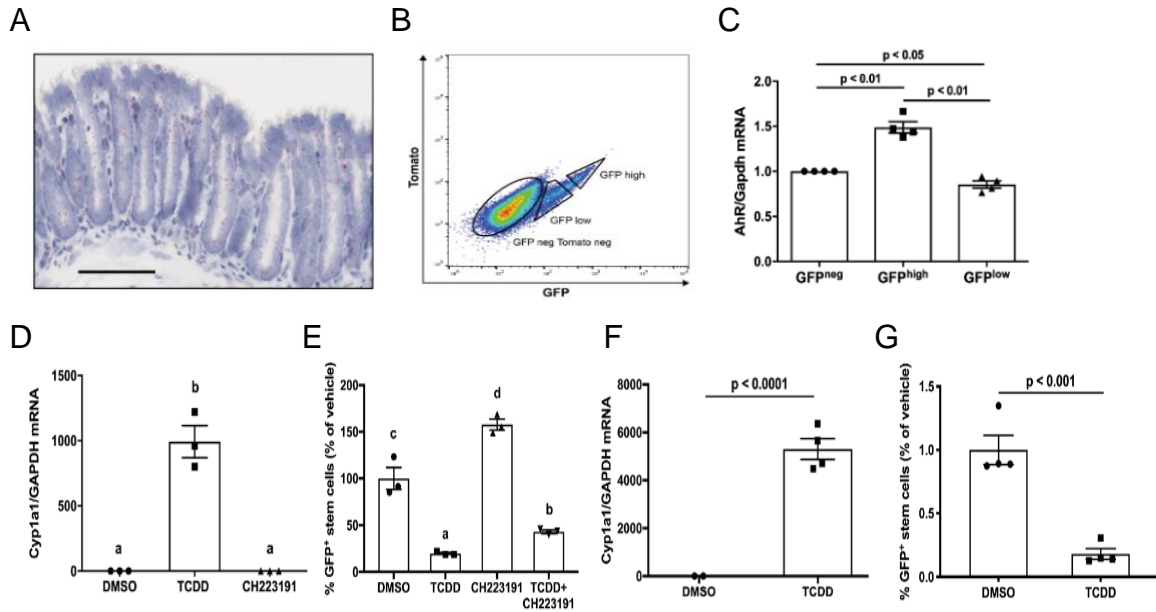 A
B
C
Tomato
GFP high
GFP low
GFP neg Tomato neg
GFP
p < 0.05
p < 0.01
p < 0.01
AhR/Gapdh mRNA
2.0
1.5
1.0
0.5
0.0
GFPneg
GFPhigh
GFPlow
D
E
F
G
Cyp1a1/GAPDH mRNA
1500
1000
500
0
a
b
a
DMSO
TCDD
CH223191
% GFP+ stem cells (% of vehicle)
200
150
100
50
0
c
a
d
b
DMSO
TCDD
CH223191
TCDD+
CH223191
Cyp1a1/GAPDH mRNA
8000
6000
4000
2000
0
p < 0.0001
DMSO
TCDD
% GFP+ stem cells (% of vehicle)
1.5
1.0
0.5
0.0
p < 0.001
DMSO
TCDD